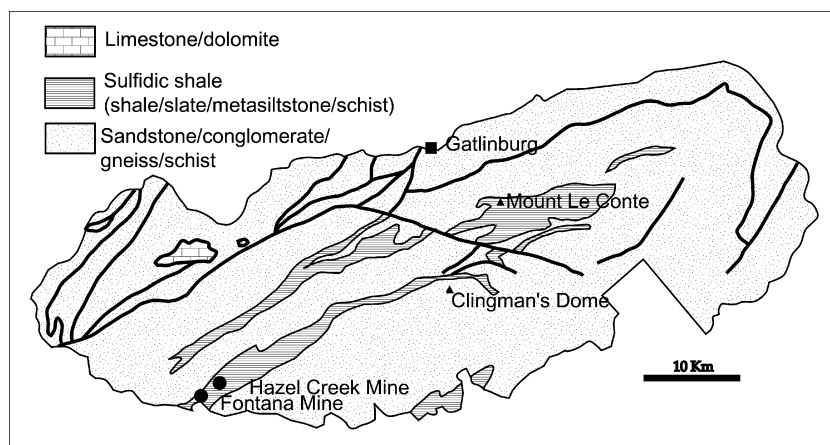 Limestone/dolomite
Sulfidic shale
(shale/slate/metasiltstone/schist)
Sandstone/conglomerate/
gneiss/schist
Gatlinburg
Mount Le Conte
Clingman's Dome
10 Km
Hazel Creek Mine
Fontana Mine